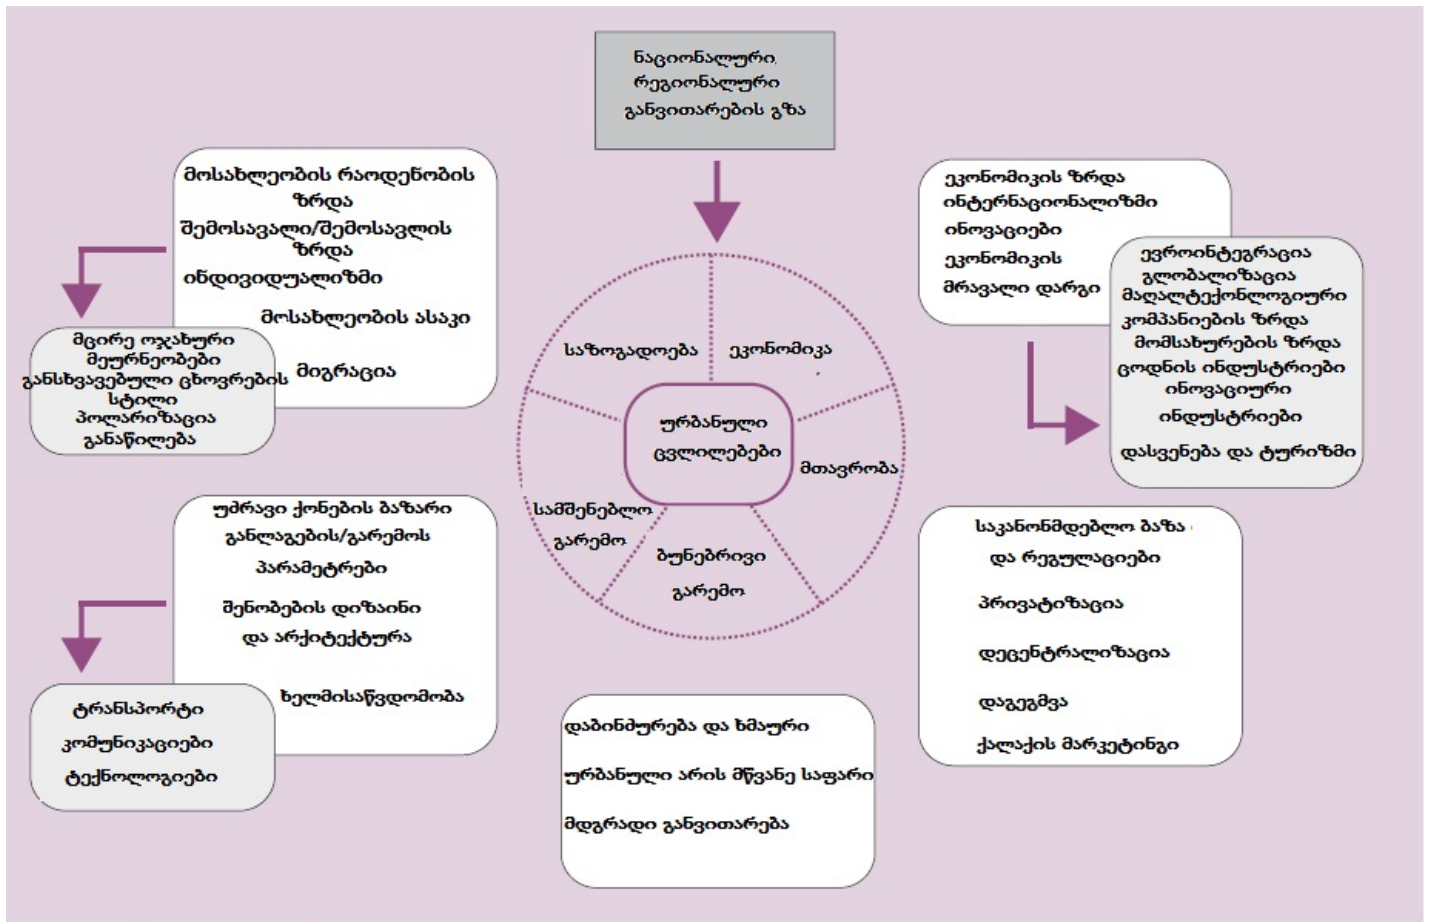 ნაციონალური,
რეგიონალური
განვითარების გზა
მოსახლეობის რაოდენობის
ზრდა
შემოსავალი/შემოსავლის
ზრდა
ინდივიდუალიზმი
მოსახლეობის ასაკი
მიგრაცია
მცირე ოჯახური
მეურნეობები
განსხვავებული ცხოვრების
სტილი
პოლარიზაცია
განაწილება
ეკონომიკის ზრდა
ინტერნაციონალიზმი
ინოვაციები
ეკონომიკის
მრავალი დარგი
ევროინტეგრაცია
გლობალიზაცია
მაღალტექონლოგიური
კომპანიების ზრდა
მომსახურების ზრდა
ცოდნის ინდუსტრიები
ინოვაციური
ინდუსტრიები
დასვენება და ტურიზმი
საზოგადოება
ეკონომიკა
ურბანული
ცვლილებები
მთავრობა
სამშენებლო
გარემო
ბუნებრივი
გარემო
უძრავი ქონების ბაზარი
განლაგების/გარემოს
პარამეტრები
შენობების დიზაინი
და არქიტექტურა
ხელმისაწვდომობა
ტრანსპორტი
კომუნიკაციები
ტექნოლოგიები
საკანონმდებლო ბაზა
და რეგულაციები
პრივატიზაცია
დეცენტრალიზაცია
დაგეგმვა
ქალაქის მარკეტინგი
დაბინძურება და ხმაური
ურბანული არის მწვანე საფარი
მდგრადი განვითარება